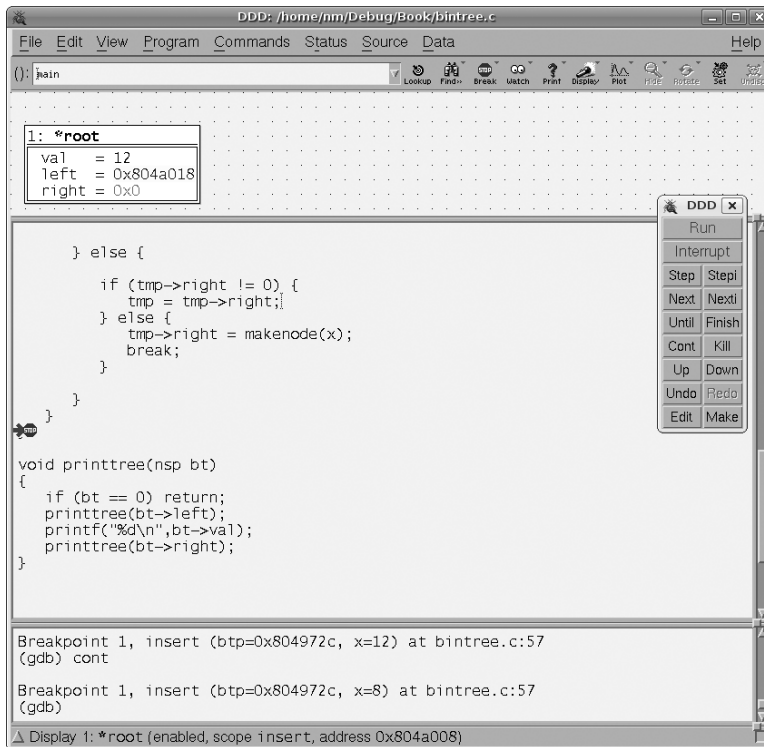 DDD: /home/nm/Debug/Book/bintree.c
File Edit View Program Commands Status Source Data Help
(): main
Lookup Find» Break Watch Print Display Plot Hide Rotate Set Undisp
1: *root
val = 12
left = 0x804a018
right = 0x0
DDD
Run
Interrupt
Step Stepi
Next Nexti
Until Finish
Cont Kill
Up Down
Undo Redo
Edit Make
} else {
if (tmp->right != 0) {
tmp = tmp->right;
} else {
tmp->right = makenode(x);
break;
}
}
}
STOP
void printtree(nsp bt)
{
if (bt == 0) return;
printtree(bt->left);
printf("%d\n",bt->val);
printtree(bt->right);
}
Breakpoint 1, insert (btp=0x804972c, x=12) at bintree.c:57
(gdb) cont
Breakpoint 1, insert (btp=0x804972c, x=8) at bintree.c:57
(gdb)
Display 1: *root (enabled, scope insert, address 0x804a008)